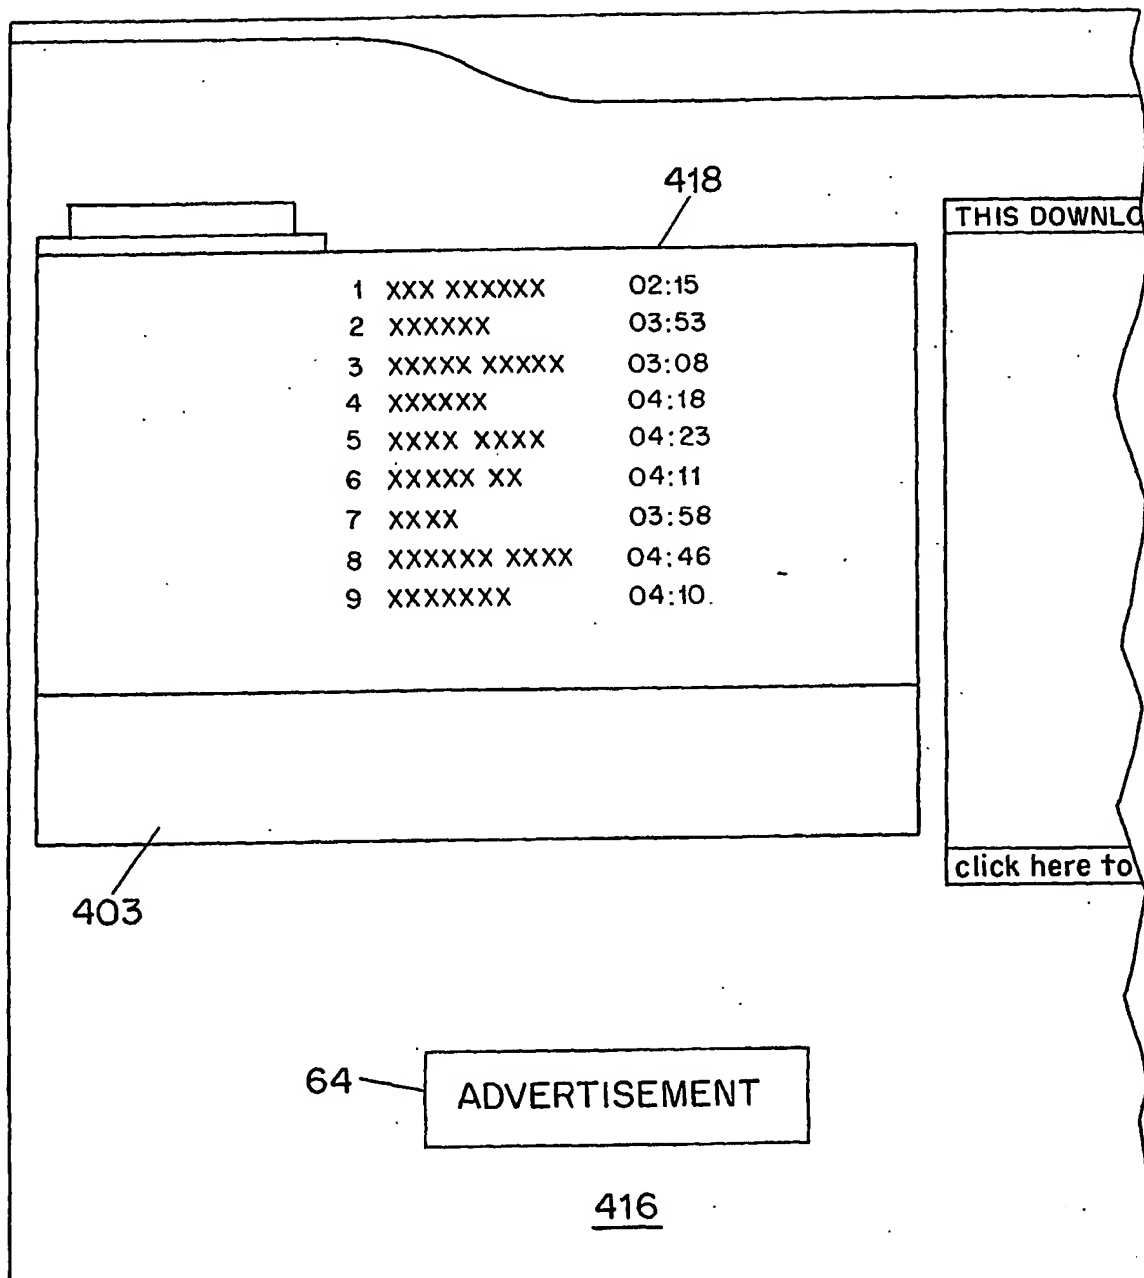 418
THIS DOWNLO
1 XXX XXXXXX 02:15
2 XXXXXX 03:53
3 XXXXX XXXXX 03:08
4 XXXXXX 04:18
5 XXXX XXXX 04:23
6 XXXXX XX 04:11
7 XXXX 03:58
8 XXXXXX XXXX 04:46
9 XXXXXXX 04:10
click here to
403
64
ADVERTISEMENT
416